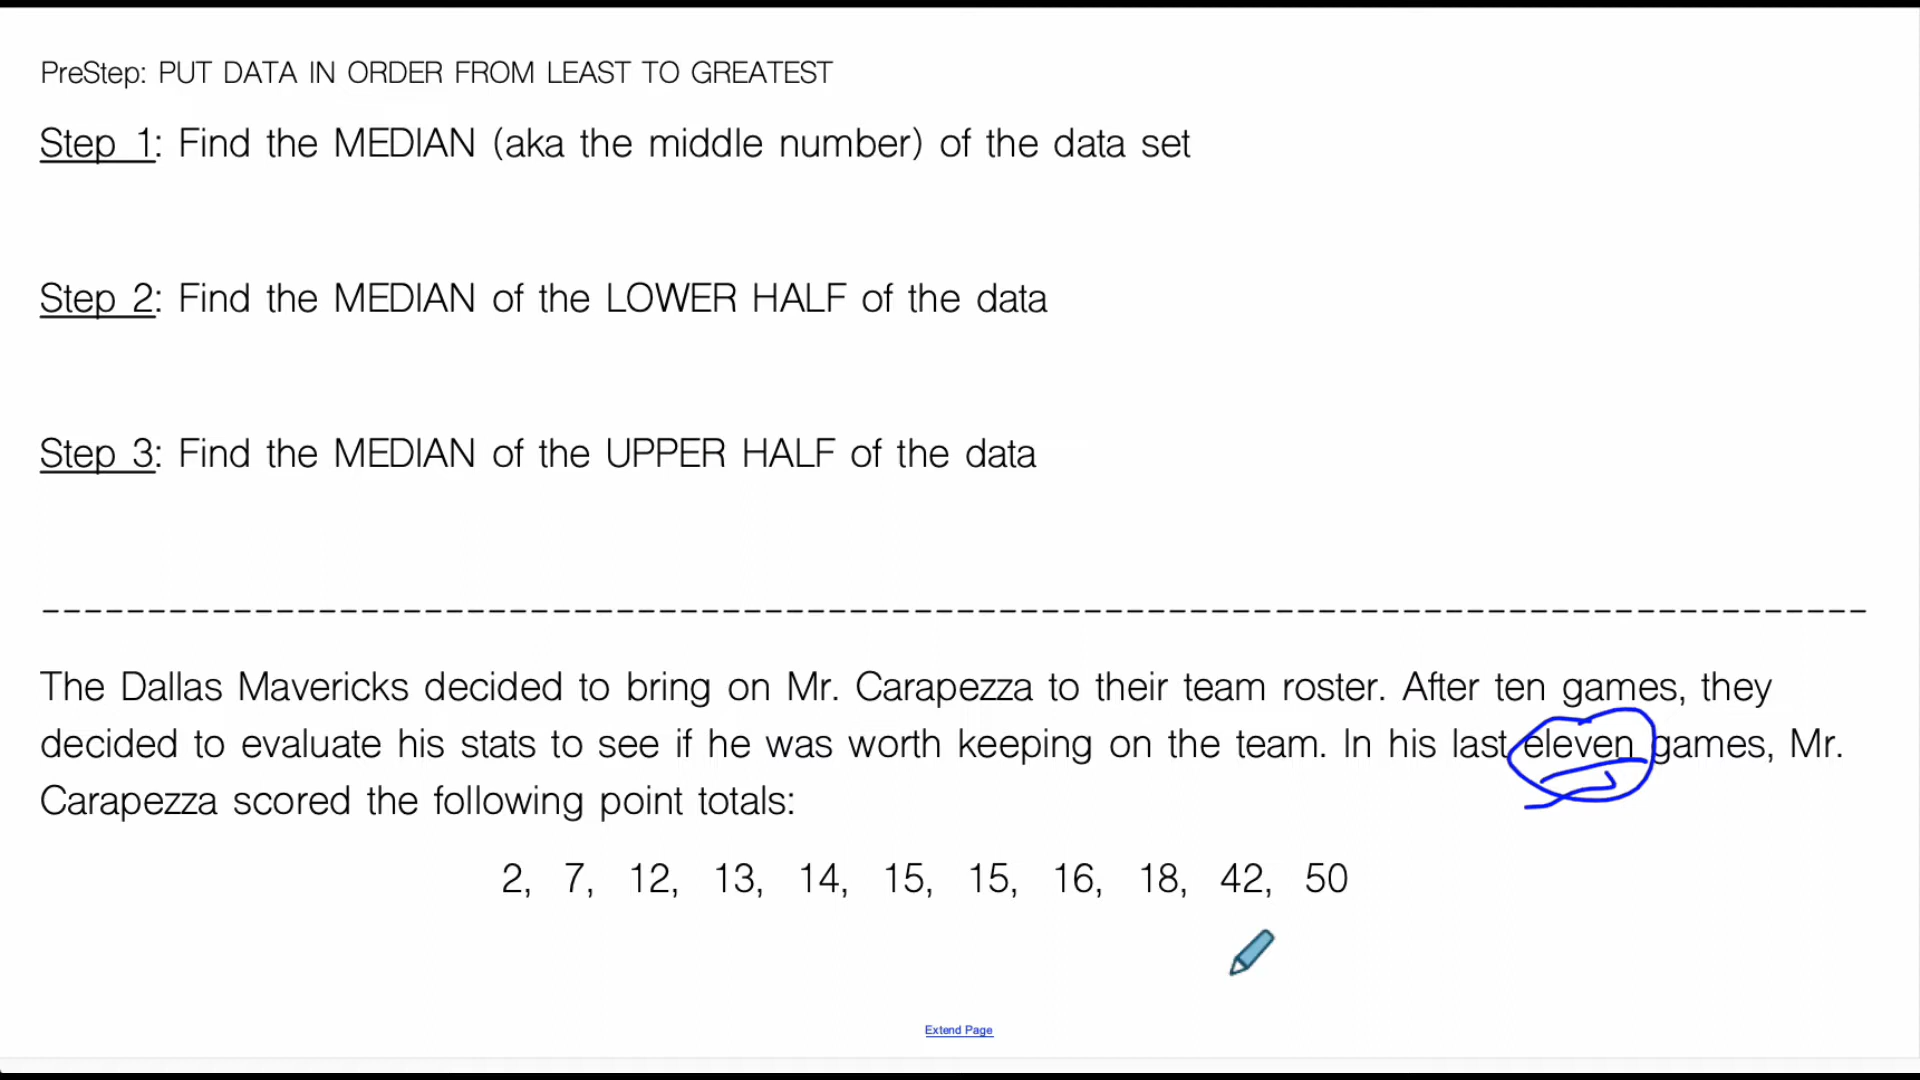 PreStep: PUT DATA IN ORDER FROM LEAST TO GREATEST
Step 1: Find the MEDIAN (aka the middle number) of the data set
Step 2: Find the MEDIAN of the LOWER HALF of the data
Step 3: Find the MEDIAN of the UPPER HALF of the data
The Dallas Mavericks decided to bring on Mr. Carapezza to their team roster. After ten games, they
decided to evaluate his stats to see if he was worth keeping on the team. In his last eleven games, Mr.
Carapezza scored the following point totals:
2, 7, 12, 13, 14, 15, 15, 16, 18, 42, 50
Extend Page